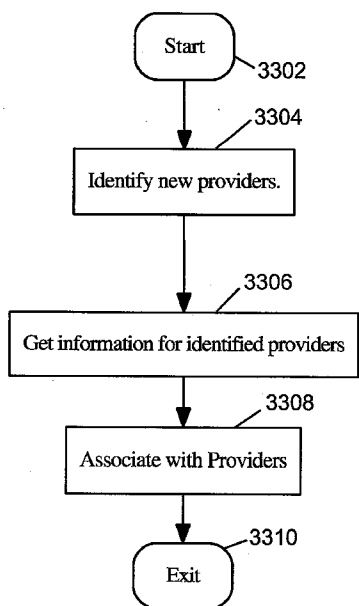 Start
3302
3304
Identify new providers.
3306
Get information for identified providers
3308
Associate with Providers
3310
Exit